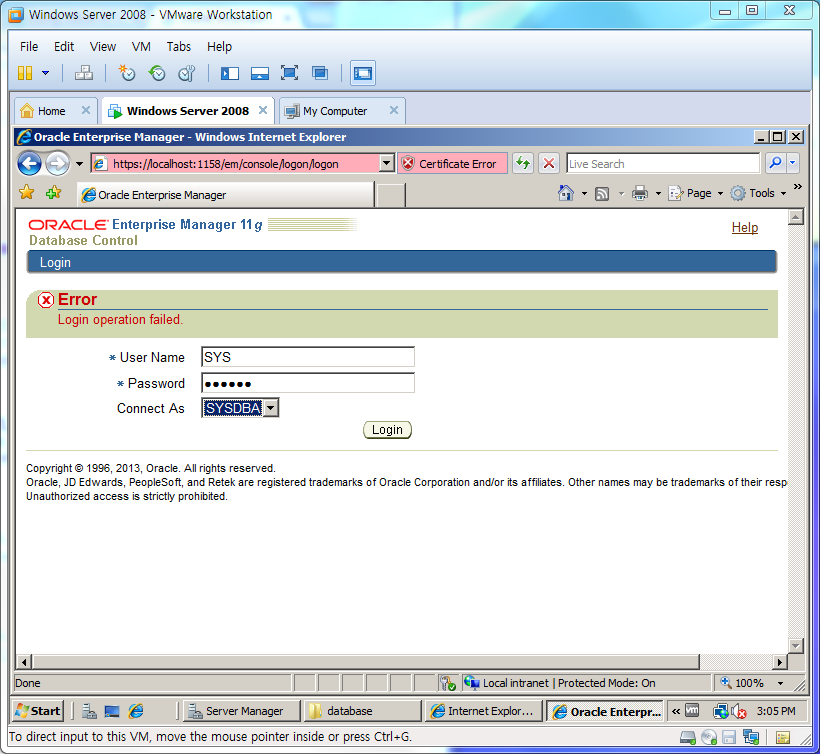 Windows Server 2008 - VMware Workstation
File Edit View VM Tabs Help
Home Windows Server 2008 My Computer
Oracle Enterprise Manager - Windows Internet Explorer
https://localhost:1158/em/console/logon/logon Certificate Error Live Search
Oracle Enterprise Manager Page Tools »
ORACLE Enterprise Manager 11g
Database Control
Help
Login
Error
Login operation failed.
* User Name SYS
* Password ••••••
Connect As SYSDBA
Login
Copyright © 1996, 2013, Oracle. All rights reserved.
Oracle, JD Edwards, PeopleSoft, and Retek are registered trademarks of Oracle Corporation and/or its affiliates. Other names may be trademarks of their resp
Unauthorized access is strictly prohibited.
Done Local intranet | Protected Mode: On 100%
Start Server Manager database Internet Explor... Oracle Enterpr... « 3:05 PM
To direct input to this VM, move the mouse pointer inside or press Ctrl+G.